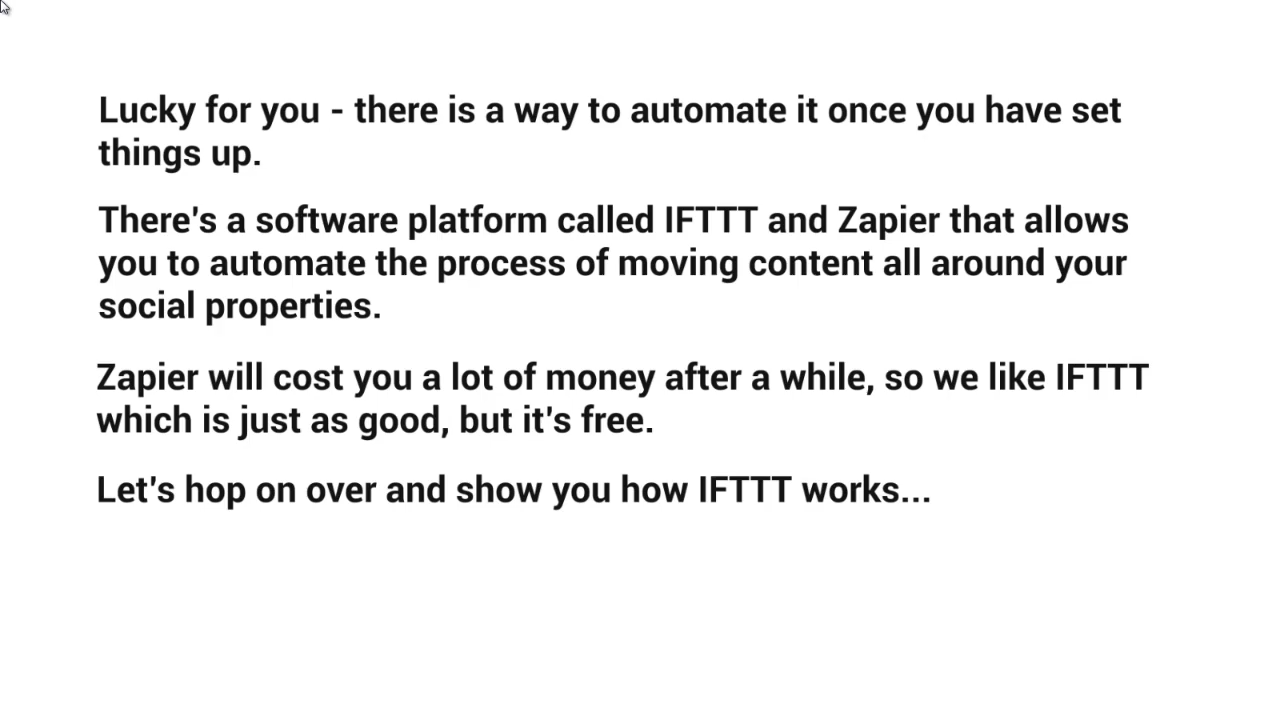 Lucky for you - there is a way to automate it once you have set
things up.
There's a software platform called IFTTT and Zapier that allows
you to automate the process of moving content all around your
social properties.
Zapier will cost you a lot of money after a while, so we like IFTTT
which is just as good, but it's free.
Let's hop on over and show you how IFTTT works...